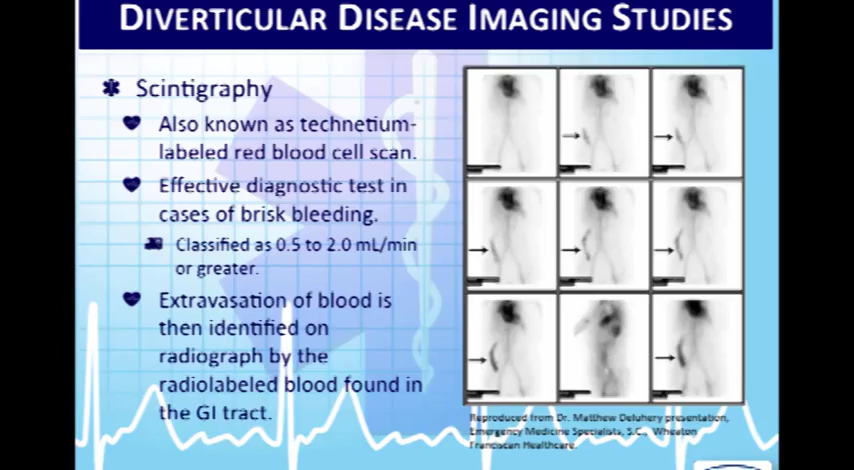 DIVERTICULAR DISEASE IMAGING STUDIES
Scintigraphy
Also known as technetium-
labeled red blood cell scan.
Effective diagnostic test in
cases of brisk bleeding.
Classified as 0.5 to 2.0 mL/min
or greater.
Extravasation of blood is
then identified on
radiograph by the
radiolabeled blood found in
the GI tract.
Reproduced from Dr. Matthew Deluhery presentation,
Emergency Medicine Specialists, S.C., Wheaton
Franciscan Healthcare.